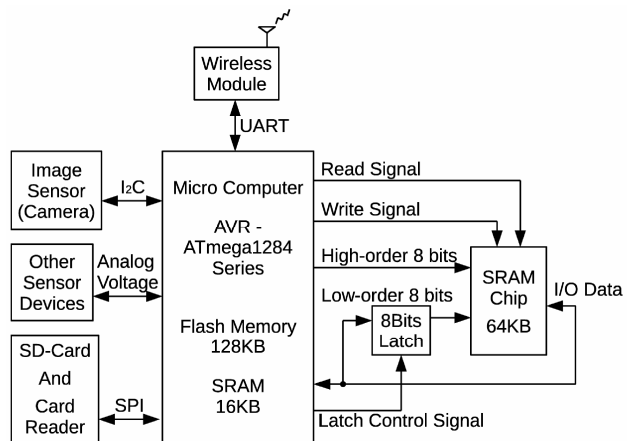 Wireless
Module
UART
Image
Sensor
(Camera)
I2C
Other
Sensor
Devices
Analog
Voltage
SD-Card
And
Card
Reader
SPI
Micro Computer
AVR -
ATmega1284
Series
Flash Memory
128KB
SRAM
16KB
Read Signal
Write Signal
High-order 8 bits
Low-order 8 bits
8Bits
Latch
Latch Control Signal
SRAM
Chip
64KB
I/O Data